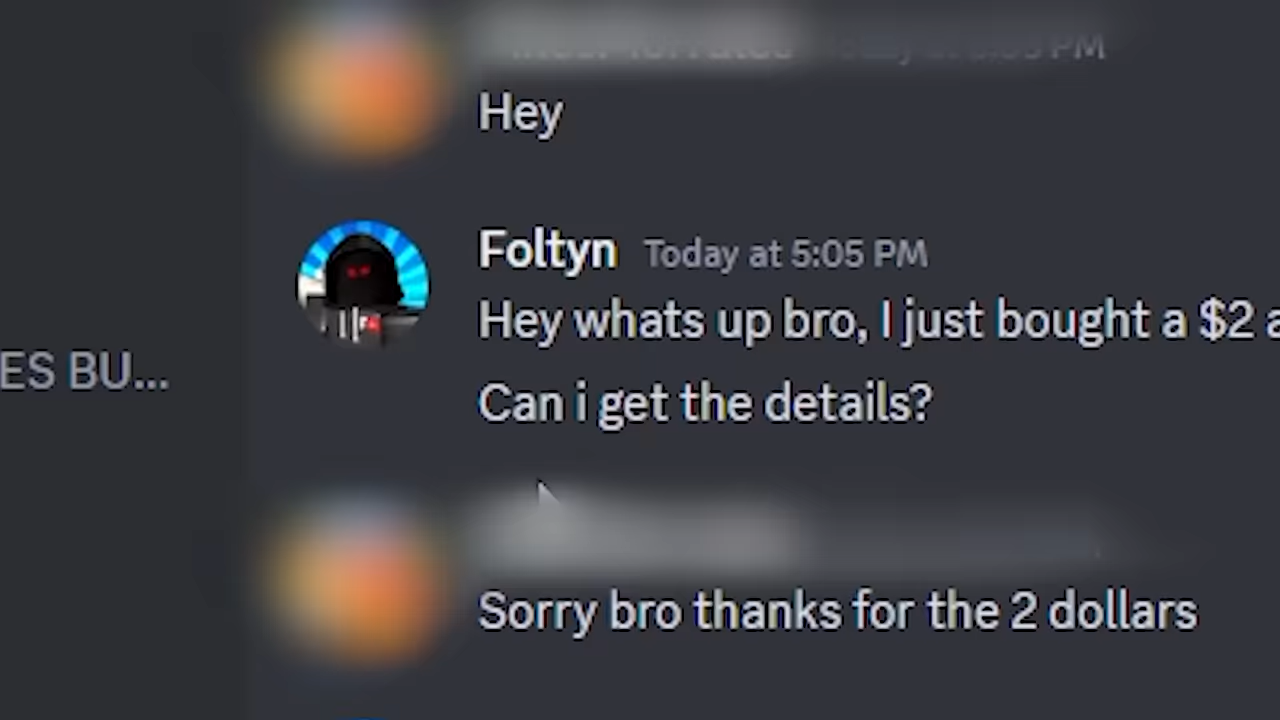 PM
Hey
Foltyn Today at 5:05 PM
Hey whats up bro, I just bought a $2 a
Can i get the details?
ES BU...
Sorry bro thanks for the 2 dollars